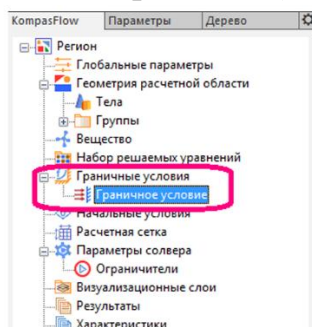 KompasFlow Параметры Дерево
Регион
Глобальные параметры
Геометрия расчетной области
Тела
Группы
Вещество
Набор решаемых уравнений
Граничные условия
Граничное условие
Начальные условия
Расчетная сетка
Параметры солвера
Ограничители
Визуализационные слои
Результаты
Характеристики